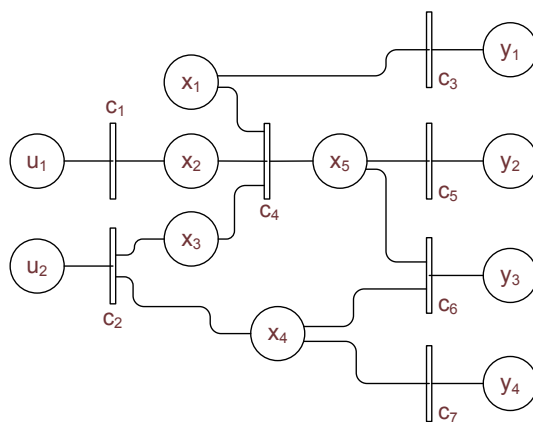 y₁
x₁
c₃
c₁
u₁
x₂
x₅
y₂
c₄
c₅
x₃
u₂
y₃
c₂
c₆
x₄
y₄
c₇